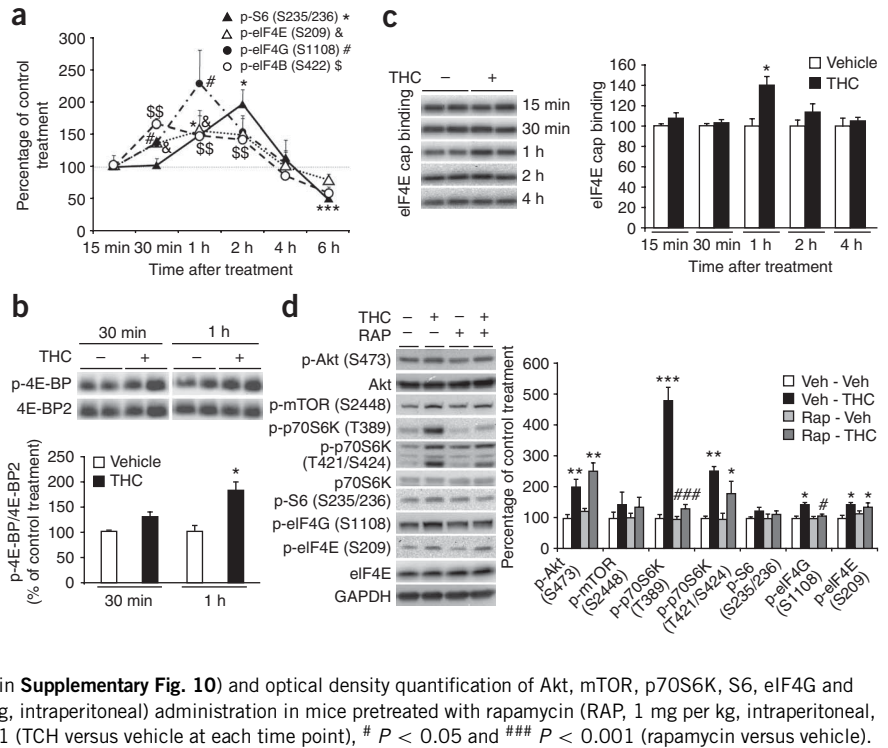 a
p-S6 (S235/236) *
p-eIF4E (S209) &
p-eIF4G (S1108) #
p-eIF4B (S422) $
Percentage of control treatment
300
250
200
150
100
50
0
$$
#
&
#
*
&
$$
*
$$
***
15 min 30 min 1 h 2 h 4 h 6 h
Time after treatment
b
30 min 1 h
THC – + – +
p-4E-BP
4E-BP2
p-4E-BP/4E-BP2
(% of control treatment)
250
200
150
100
50
0
Vehicle
THC
*
30 min 1 h
c
THC – +
eIF4E cap binding
15 min
30 min
1 h
2 h
4 h
eIF4E cap binding
160
140
120
100
80
60
40
20
0
Vehicle
THC
*
15 min 30 min 1 h 2 h 4 h
Time after treatment
d
THC – + – +
RAP – – + +
p-Akt (S473)
Akt
p-mTOR (S2448)
p-p70S6K (T389)
p-p70S6K
(T421/S424)
p70S6K
p-S6 (S235/236)
p-eIF4G (S1108)
p-eIF4E (S209)
eIF4E
GAPDH
Percentage of control treatment
600
500
400
300
200
100
0
Veh - Veh
Veh - THC
Rap - Veh
Rap - THC
** ** *** ### ** * * # * *
p-Akt (S473)
p-mTOR (S2448)
p-p70S6K (T389)
p-p70S6K (T421/S424)
p-S6 (S235/236)
p-eIF4G (S1108)
p-eIF4E (S209)
in Supplementary Fig. 10) and optical density quantification of Akt, mTOR, p70S6K, S6, eIF4G and
g, intraperitoneal) administration in mice pretreated with rapamycin (RAP, 1 mg per kg, intraperitoneal,
1 (TCH versus vehicle at each time point), # P < 0.05 and ### P < 0.001 (rapamycin versus vehicle).